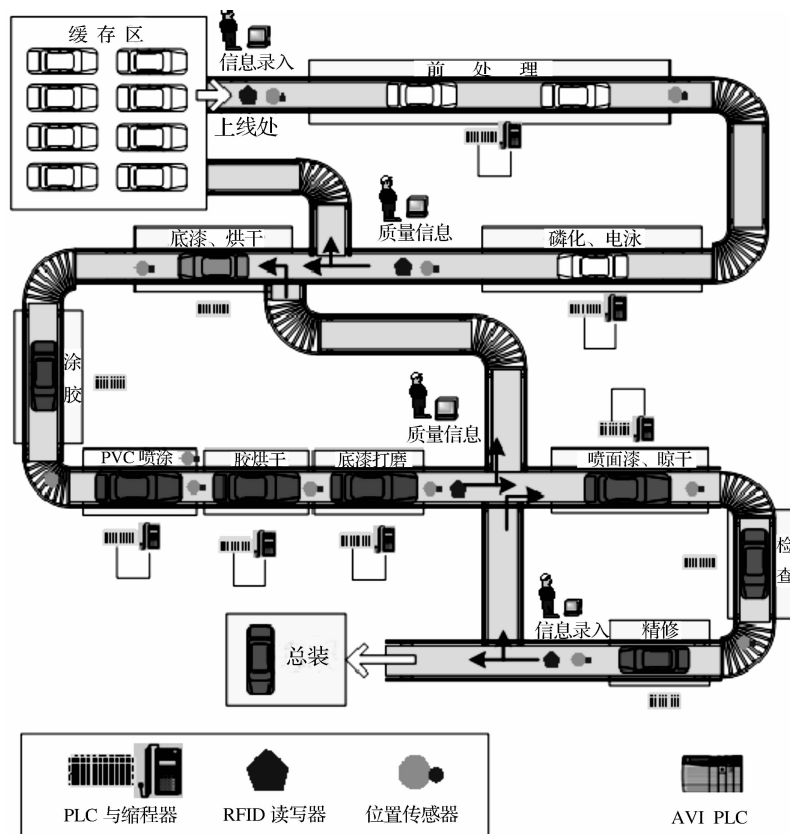 缓存区
信息录入
前处理
上线处
质量信息
底漆、烘干
磷化、电泳
涂
胶
质量信息
PVC 喷涂
胶烘干
底漆打磨
喷面漆、晾干
检
查
信息录入
精修
总装
PLC 与缩程器
RFID 读写器
位置传感器
AVI PLC